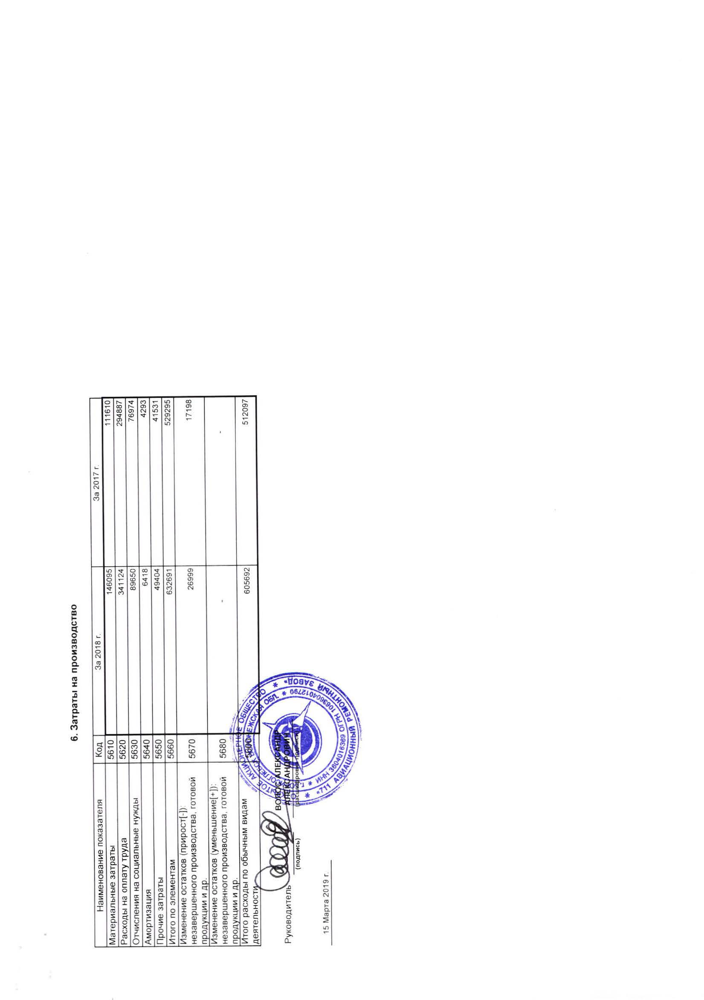 6. Затраты на производство
Наименование показателя Код За 2018 г. За 2017 г.
Материальные затраты 5610 146095 111610
Расходы на оплату труда 5620 341124 294887
Отчисления на социальные нужды 5630 89650 76974
Амортизация 5640 6418 4293
Прочие затраты 5650 49404 41531
Итого по элементам 5660 632691 529295
Изменение остатков (прирост[-]):
незавершенного производства, готовой 5670 26999 17198
продукции и др.
Изменение остатков (уменьшение[+]):
незавершенного производства, готовой 5680 - -
продукции и др.
Итого расходы по обычным видам 5600 605692 512097
деятельности
Руководитель
ВОЛОС АЛЕКСАНДР
АЛЕКСАНДРОВИЧ
(подпись) (расшифровка подписи)
15 Марта 2019 г.
АКЦИОНЕРНОЕ ОБЩЕСТВО * «711 АВИАЦИОННЫЙ РЕМОНТНЫЙ ЗАВОД» *
ОБЛ. * ИНН 3604016369 ОГРН 1063604012790 *